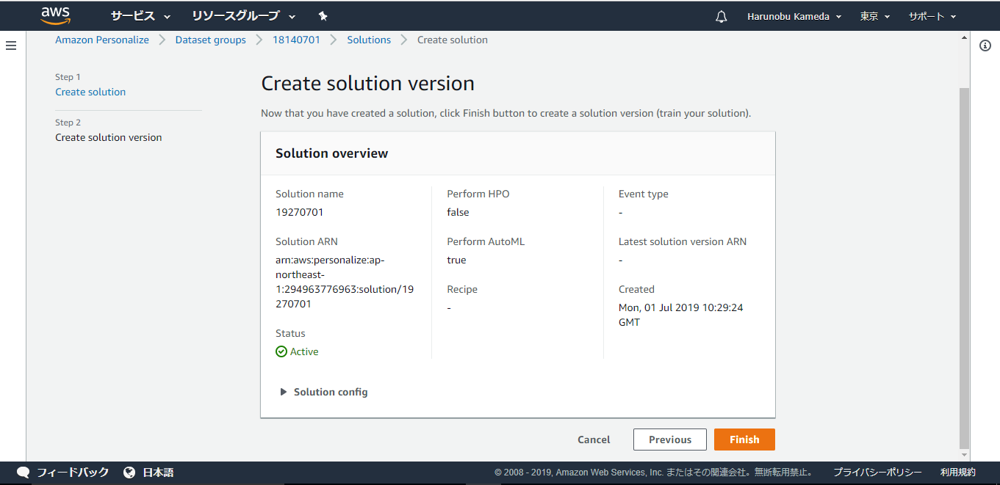 aws サービス リソースグループ Harunobu Kameda 東京 サポート
Amazon Personalize Dataset groups 18140701 Solutions Create solution
Step 1
Create solution
Step 2
Create solution version
Create solution version
Now that you have created a solution, click Finish button to create a solution version (train your solution).
Solution overview
Solution name
19270701
Solution ARN
arn:aws:personalize:ap-
northeast-
1:294963776963:solution/19
270701
Status
Active
Perform HPO
false
Perform AutoML
true
Recipe
-
Event type
-
Latest solution version ARN
-
Created
Mon, 01 Jul 2019 10:29:24
GMT
Solution config
Cancel Previous Finish
フィードバック 日本語 © 2008 - 2019, Amazon Web Services, Inc. またはその関連会社。無断転用禁止。 プライバシーポリシー 利用規約